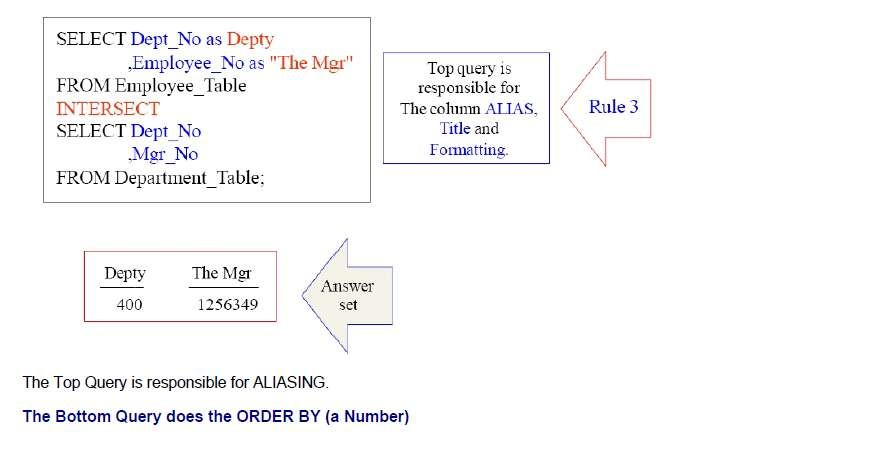 SELECT Dept_No as Depty
,Employee_No as "The Mgr"
FROM Employee_Table
INTERSECT
SELECT Dept_No
,Mgr_No
FROM Department_Table;
Top query is
responsible for
The column ALIAS,
Title and
Formatting.
Rule 3
Depty The Mgr
400 1256349
Answer
set
The Top Query is responsible for ALIASING.
The Bottom Query does the ORDER BY (a Number)